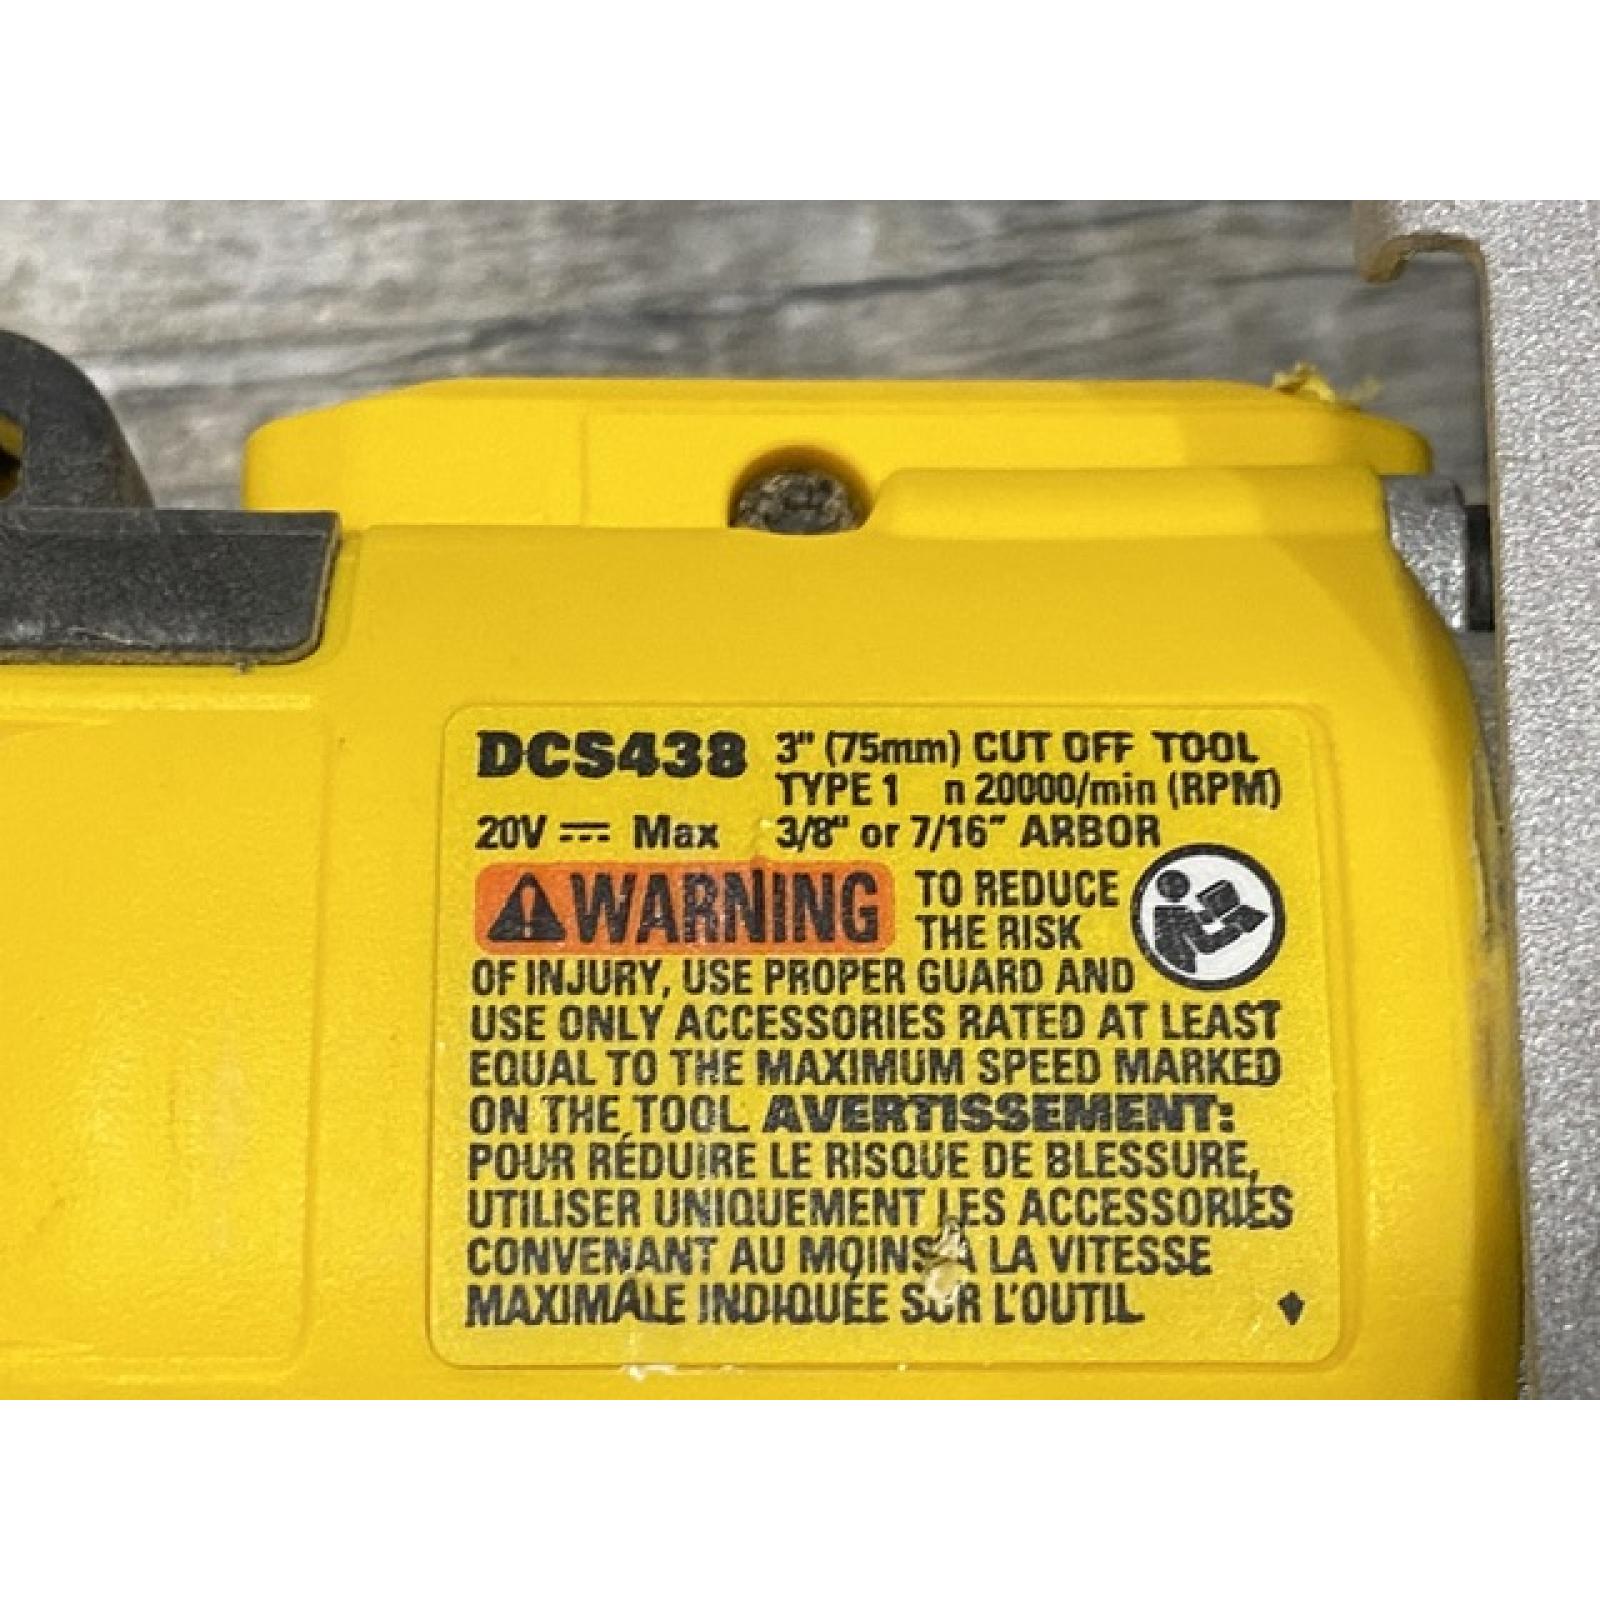 DCS438 3" (75mm) CUT OFF TOOL
TYPE 1 n 20000/min (RPM)
20V ⎓ Max 3/8" or 7/16" ARBOR
WARNING TO REDUCE
THE RISK
OF INJURY, USE PROPER GUARD AND
USE ONLY ACCESSORIES RATED AT LEAST
EQUAL TO THE MAXIMUM SPEED MARKED
ON THE TOOL. AVERTISSEMENT:
POUR RÉDUIRE LE RISQUE DE BLESSURE,
UTILISER UNIQUEMENT LES ACCESSORIES
CONVENANT AU MOINS À LA VITESSE
MAXIMALE INDIQUÉE SUR L'OUTIL